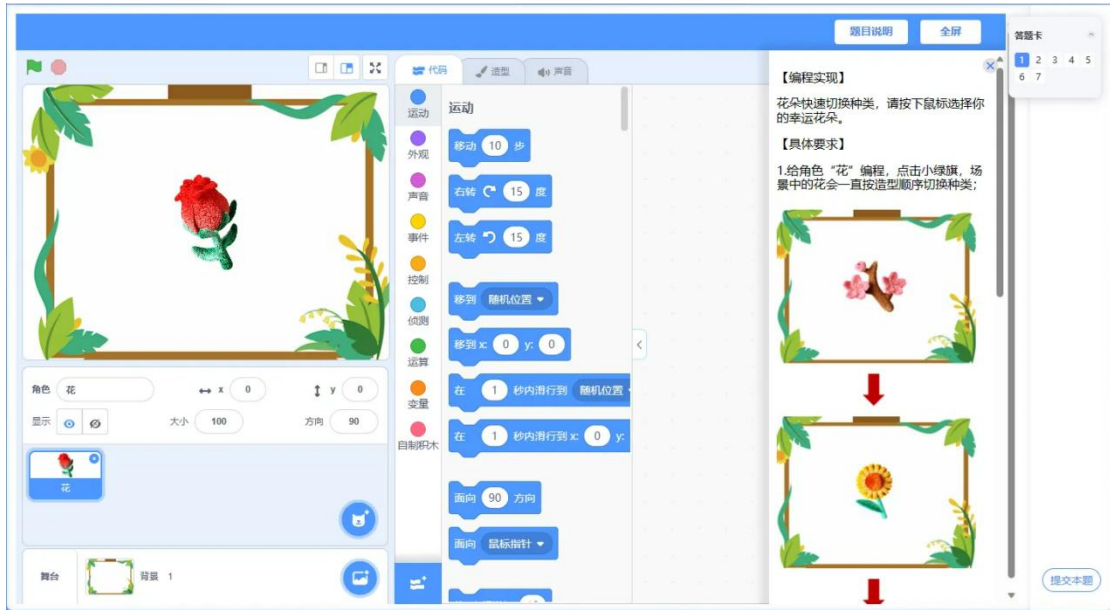 题目说明 全屏
答题卡
1 2 3 4 5
6 7
代码 造型 声音
运动
外观
声音
事件
控制
侦测
运算
变量
自制积木
运动
移动 10 步
右转 15 度
左转 15 度
移到 随机位置
移到 x: 0 y: 0
在 1 秒内滑行到 随机位置
在 1 秒内滑行到 x: 0 y:
面向 90 方向
面向 鼠标指针
【编程实现】
花朵快速切换种类，请按下鼠标选择你
的幸运花朵。
【具体要求】
1.给角色“花”编程，点击小绿旗，场
景中的花会一直按造型顺序切换种类；
角色 花 x 0 y 0
显示 大小 100 方向 90
花
舞台 背景 1
提交本题